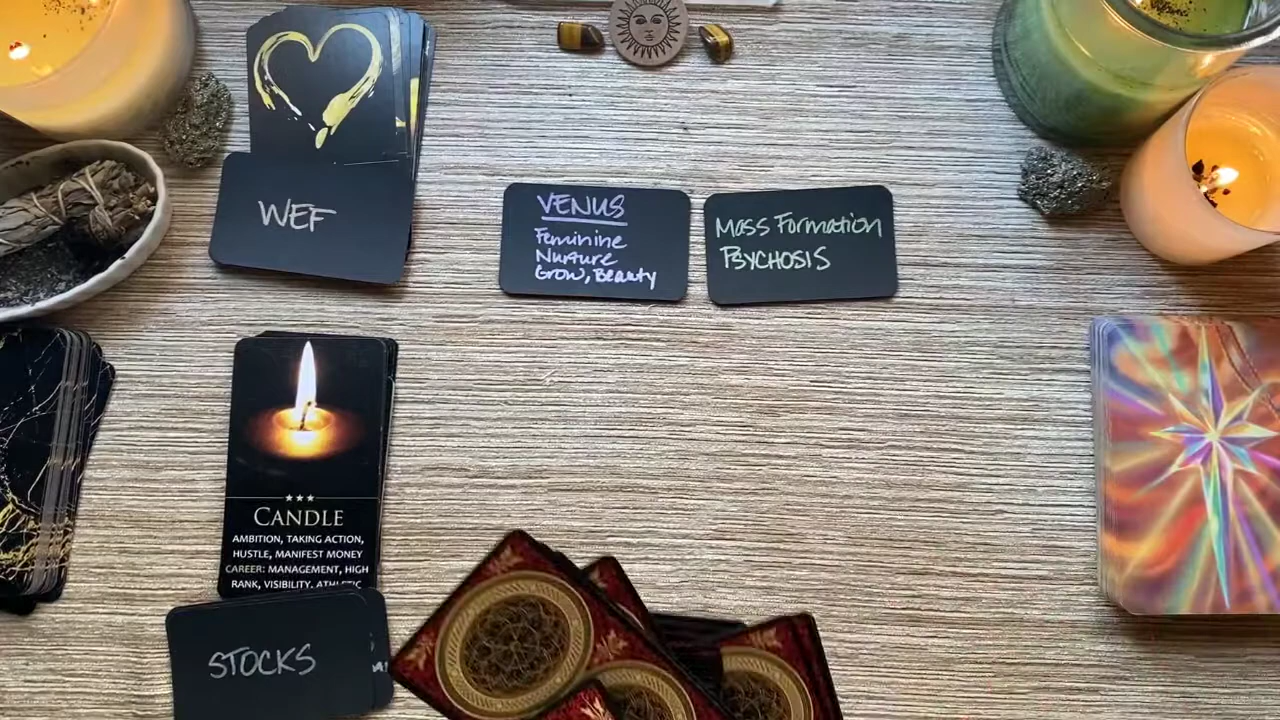 WEF
VENUS
Feminine
Nurture
Grow, Beauty
Mass Formation
PSYCHOSIS
CANDLE
AMBITION, TAKING ACTION,
HUSTLE, MANIFEST MONEY
CAREER: MANAGEMENT, HIGH
RANK, VISIBILITY, ATHLETIC
STOCKS